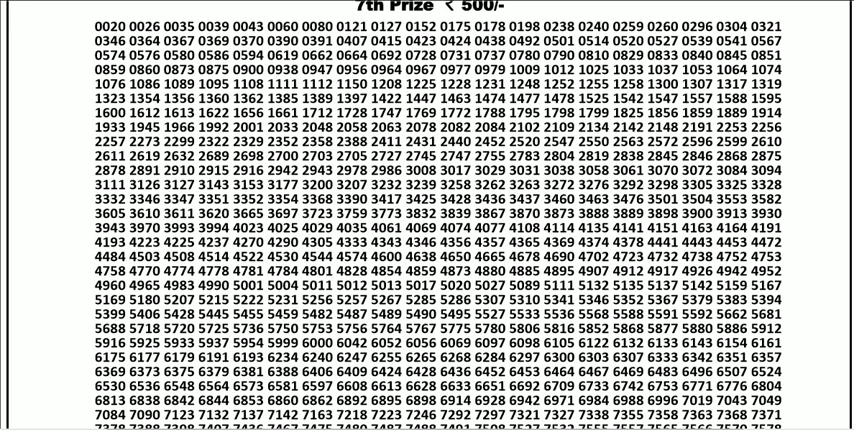 7th Prize ₹ 500/-
0020 0026 0035 0039 0043 0060 0080 0121 0127 0152 0175 0178 0198 0238 0240 0259 0260 0296 0304 0321
0346 0364 0367 0369 0370 0390 0391 0407 0415 0423 0424 0438 0492 0501 0514 0520 0527 0539 0541 0567
0574 0576 0580 0586 0594 0619 0662 0664 0692 0728 0731 0737 0780 0790 0810 0829 0833 0840 0845 0851
0859 0860 0873 0875 0900 0938 0947 0956 0964 0967 0977 0979 1009 1012 1025 1033 1037 1053 1064 1074
1076 1086 1089 1095 1108 1111 1112 1150 1208 1225 1228 1231 1248 1252 1255 1258 1300 1307 1317 1319
1323 1354 1356 1360 1362 1385 1389 1397 1422 1447 1463 1474 1477 1478 1525 1542 1547 1557 1588 1595
1600 1612 1613 1622 1656 1661 1712 1728 1747 1769 1772 1788 1795 1798 1799 1825 1856 1859 1889 1914
1933 1945 1966 1992 2001 2033 2048 2058 2063 2078 2082 2084 2102 2109 2134 2142 2148 2191 2253 2256
2257 2273 2299 2322 2329 2352 2358 2388 2411 2431 2440 2452 2520 2547 2550 2563 2572 2596 2599 2610
2611 2619 2632 2689 2698 2700 2703 2705 2727 2745 2747 2755 2783 2804 2819 2838 2845 2846 2868 2875
2878 2891 2910 2915 2916 2942 2943 2978 2986 3008 3017 3029 3031 3038 3058 3061 3070 3072 3084 3094
3111 3126 3127 3143 3153 3177 3200 3207 3232 3239 3258 3262 3263 3272 3276 3292 3298 3305 3325 3328
3332 3346 3347 3351 3352 3354 3368 3390 3417 3425 3428 3436 3437 3460 3463 3476 3501 3504 3553 3582
3605 3610 3611 3620 3665 3697 3723 3759 3773 3832 3839 3867 3870 3873 3888 3889 3898 3900 3913 3930
3943 3970 3993 3994 4023 4025 4029 4035 4061 4069 4074 4077 4108 4114 4135 4141 4151 4163 4164 4191
4193 4223 4225 4237 4270 4290 4305 4333 4343 4346 4356 4357 4365 4369 4374 4378 4441 4443 4453 4472
4484 4503 4508 4514 4522 4530 4544 4574 4600 4638 4650 4665 4678 4690 4702 4723 4732 4738 4752 4753
4758 4770 4774 4778 4781 4784 4801 4828 4854 4859 4873 4880 4885 4895 4907 4912 4917 4926 4942 4952
4960 4965 4983 4990 5001 5004 5011 5012 5013 5017 5020 5027 5089 5111 5132 5135 5137 5142 5159 5167
5169 5180 5207 5215 5222 5231 5256 5257 5267 5285 5286 5307 5310 5341 5346 5352 5367 5379 5383 5394
5399 5406 5428 5445 5455 5459 5482 5487 5489 5490 5495 5527 5533 5536 5568 5588 5591 5592 5662 5681
5688 5718 5720 5725 5736 5750 5753 5756 5764 5767 5775 5780 5806 5816 5852 5868 5877 5880 5886 5912
5916 5925 5933 5937 5954 5999 6000 6042 6052 6056 6069 6097 6098 6105 6122 6132 6133 6143 6154 6161
6175 6177 6179 6191 6193 6234 6240 6247 6255 6265 6268 6284 6297 6300 6303 6307 6333 6342 6351 6357
6369 6373 6375 6379 6381 6388 6406 6409 6424 6428 6436 6452 6453 6464 6467 6469 6483 6496 6507 6524
6530 6536 6548 6564 6573 6581 6597 6608 6613 6628 6633 6651 6692 6709 6733 6742 6753 6771 6776 6804
6813 6838 6842 6844 6853 6860 6862 6892 6895 6898 6914 6928 6942 6971 6984 6988 6996 7019 7043 7049
7084 7090 7123 7132 7137 7142 7163 7218 7223 7246 7292 7297 7321 7327 7338 7355 7358 7363 7368 7371